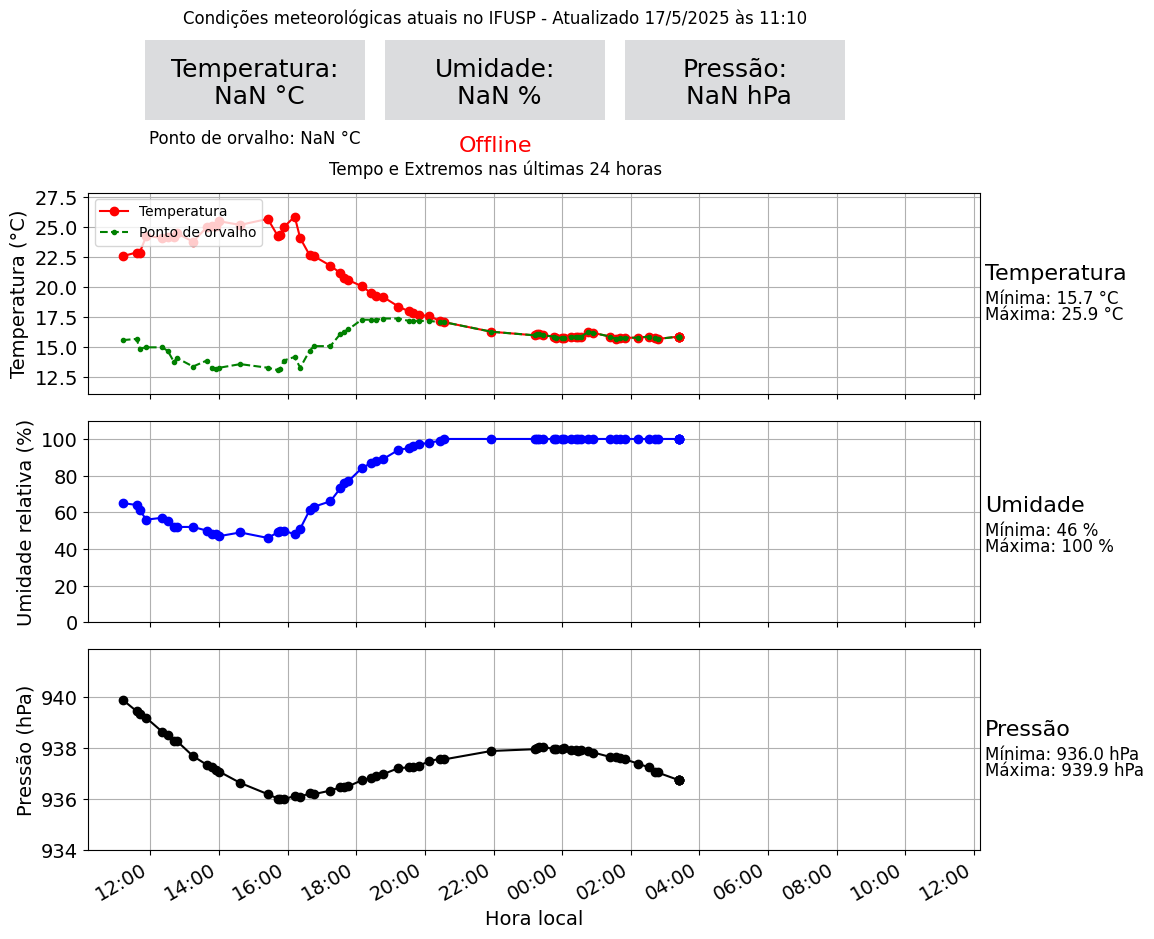 Condições meteorológicas atuais no IFUSP - Atualizado 17/5/2025 às 11:10
Temperatura:
NaN °C
Umidade:
NaN %
Pressão:
NaN hPa
Ponto de orvalho: NaN °C
Offline
Tempo e Extremos nas últimas 24 horas
Temperatura (°C)
27.5
25.0
22.5
20.0
17.5
15.0
12.5
Temperatura
Ponto de orvalho
Temperatura
Mínima: 15.7 °C
Máxima: 25.9 °C
Umidade relativa (%)
100
80
60
40
20
0
Umidade
Mínima: 46 %
Máxima: 100 %
Pressão (hPa)
940
938
936
934
Pressão
Mínima: 936.0 hPa
Máxima: 939.9 hPa
12:00
14:00
16:00
18:00
20:00
22:00
00:00
02:00
04:00
06:00
08:00
10:00
12:00
Hora local